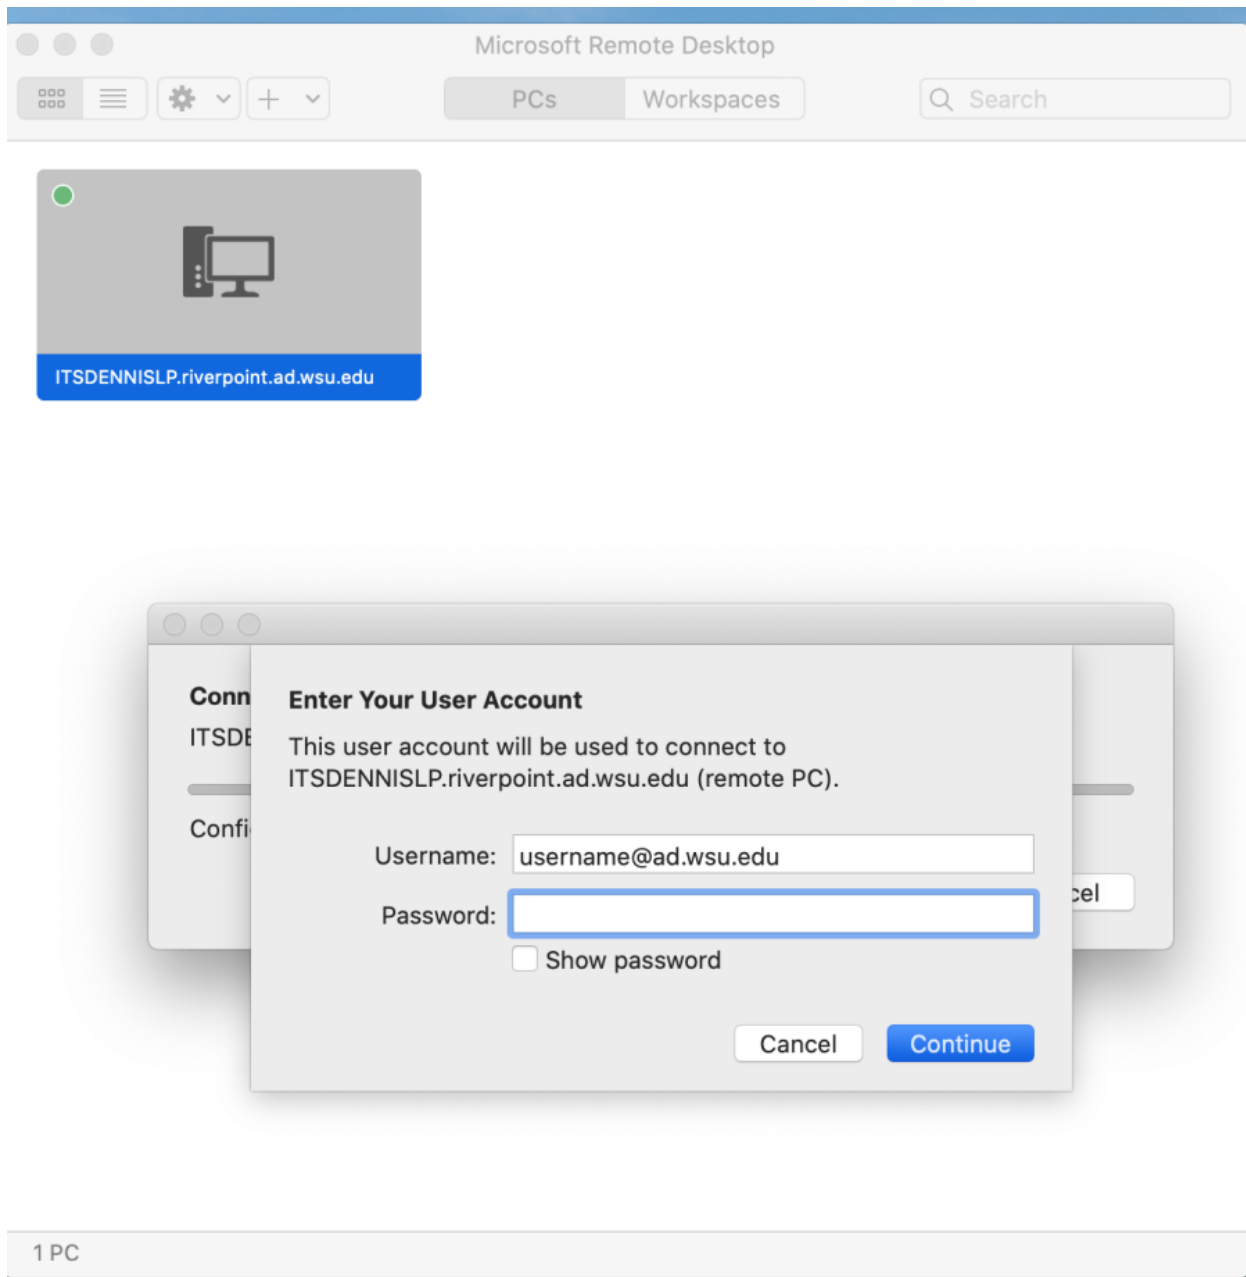 Microsoft Remote Desktop
PCs
Workspaces
Search
ITSDENNISLP.riverpoint.ad.wsu.edu
Conn
ITSDE
Confi
cel
Enter Your User Account
This user account will be used to connect to
ITSDENNISLP.riverpoint.ad.wsu.edu (remote PC).
Username: username@ad.wsu.edu
Password:
Show password
Cancel
Continue
1 PC